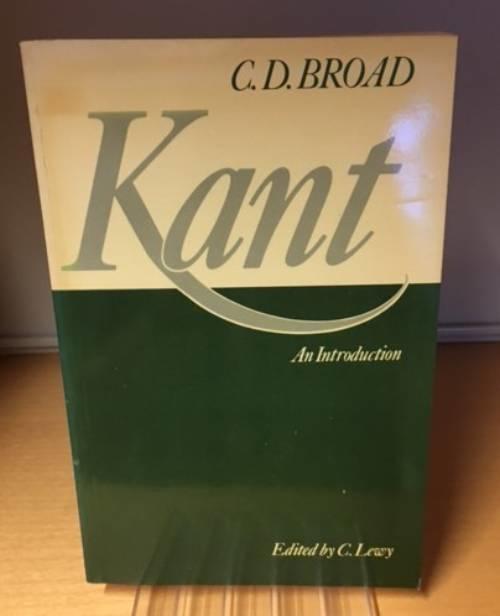 C. D. BROAD
Kant
An Introduction
Edited by C. Lewy